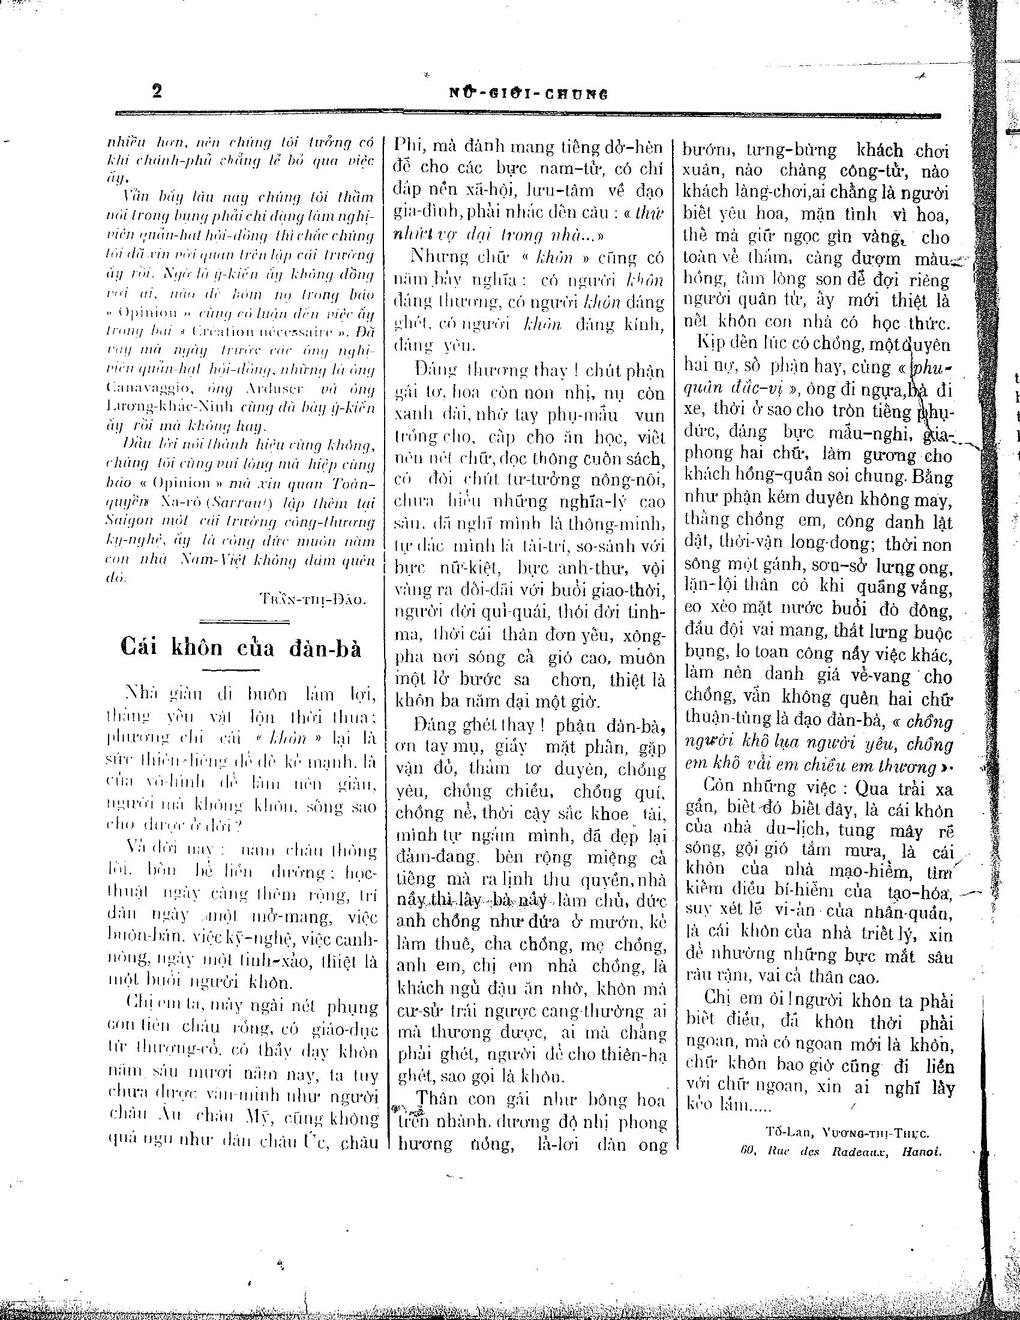 2
NỮ-GIỚI-CHUNG
nhiều hơn, nên chúng tôi tưởng có
khi chánh-phủ chẳng lẽ bỏ qua việc
ấy.
Vẫn bấy lâu nay chúng tôi thầm
nói trong bụng phải chi đàng làm nghị-
viên quản-hạt hội-đồng thì chắc chúng
tôi đã xin với quan trên lập cái trường
ấy rồi. Ngờ là ý-kiến ấy không đồng
với ai, nào dè hôm nọ trong báo
« Opinion » cũng có luận đến việc ấy
trong bài « Création nécessaire ». Đã
vậy mà ngày trước các ông nghị-
viên quản-hạt hội-đồng, những là ông
Canavaggio, ông Arduser và ông
Lương-khắc-Ninh cũng đã bày ý-kiến
ấy rồi mà không hay.
Dầu lời nói thành hiệu cùng không,
chúng tôi cũng vui lòng mà hiệp cùng
báo « Opinion » mà xin quan Toàn-
quyền Xa-rô (Sarraut) lập thêm tại
Saigon một cái trường công-thương
kỹ-nghệ, ấy là công đức muôn năm
con nhà Nam-Việt không dám quên
đó.
TRẦN-THỊ-ĐÀO.
Cái khôn của đàn-bà
Nhà giàu đi buôn lắm lợi,
thắng yếu vật lộn thời thua;
phương chi cái « khôn » lại là
sức thiên-liêng để đè kẻ mạnh, là
của vô-hình để làm nên giàu,
người mà không khôn, sống sao
cho được ở đời?
Vả đời nay: năm châu thông
lối, bốn bể liền đường; học-
thuật ngày càng thêm rộng, trí
dân ngày một mở-mang, việc
buôn-bán, việc kỹ-nghệ, việc canh-
nông, ngày một tinh-xảo, thiệt là
một buổi người khôn.
Chị em ta, mày ngài nét phụng
con tiên cháu rồng, có giáo-dục
từ thượng-cổ, có thầy dạy khôn
năm sáu mươi năm nay, ta tuy
chưa được văn-minh như người
châu Âu châu Mỹ, cũng không
quá ngu như dân châu Úc, châu
Phi, mà đành mang tiếng dở-hèn
để cho các bực nam-tử, có chí
đáp nền xã-hội, lưu-tâm về đạo
gia-đình, phải nhắc đến câu : « thứ
nhứt vợ dại trong nhà...»
Nhưng chữ « khôn » cũng có
năm bảy nghĩa : có người khôn
đáng thương, có người khôn đáng
ghét, có người khôn đáng kính,
đáng yêu.
Đáng thương thay ! chút phận
gái tơ, hoa còn non nhị, nụ còn
xanh đài, nhờ tay phụ-mẫu vun
trồng cho, cấp cho ăn học, viết
nên nét chữ, đọc thông cuốn sách,
có đôi chút tư-tưởng nông-nổi,
chưa hiểu những nghĩa-lý cao
sâu, đã nghĩ mình là thông-minh,
tự đắc mình là tài-trí, so-sánh với
bực nữ-kiệt, bực anh-thư, vội
vàng ra đối-đãi với buổi giao-thời,
người đời quỉ-quái, thói đời tinh-
ma, thời cái thân đơn yếu, xông-
pha nơi sóng cả gió cao, muôn
một lở bước sa chơn, thiệt là
khôn ba năm dại một giờ.
Đáng ghét thay ! phận đàn-bà,
ơn tay mụ, giấy mặt phấn, gặp
vận đỏ, thắm tơ duyên, chồng
yêu, chồng chiều, chồng quí,
chồng nể, thời cậy sắc khoe tài,
mình tự ngắm mình, đã đẹp lại
đảm-đang, bèn rộng miệng cả
tiếng mà ra lịnh thu quyền, nhà
nầy thì lấy bà nầy làm chủ, đức
anh chồng như đứa ở mướn, kẻ
làm thuê, cha chồng, mẹ chồng,
anh em, chị em nhà chồng, là
khách ngủ đậu ăn nhờ, khôn mà
cư-sử trái ngược cang-thường ai
mà thương được, ai mà chẳng
phải ghét, người để cho thiên-hạ
ghét, sao gọi là khôn.
Thân con gái như bông hoa
trên nhành, đương độ nhị phong
hương nồng, lả-lơi đàn ong
bướm, tưng-bừng khách chơi
xuân, nào chàng công-tử, nào
khách làng-chơi, ai chẳng là người
biết yêu hoa, mặn tình vì hoa,
thế mà giữ ngọc gìn vàng, cho
toàn vẻ thắm, càng đượm màu
hồng, tấm lòng son để đợi riêng
người quân tử, ấy mới thiệt là
nết khôn con nhà có học thức.
Kịp đến lúc có chồng, một duyên
hai nợ, số phận hay, cùng « phu-
quân đắc-vị », ông đi ngựa, bà đi
xe, thời ở sao cho tròn tiếng phụ-
đức, đáng bực mẫu-nghi, gia-
phong hai chữ, làm gương cho
khách hồng-quần soi chung. Bằng
như phận kém duyên không may,
thằng chồng em, công danh lật
đật, thời-vận long-đong; thời non
sông một gánh, sơn-sở lưng ong,
lặn-lội thân cò khi quãng vắng,
eo xèo mặt nước buổi đò đông,
đầu đội vai mang, thắt lưng buộc
bụng, lo toan công nầy việc khác,
làm nên danh giá vẻ-vang cho
chồng, vẫn không quên hai chữ
thuận-tùng là đạo đàn-bà, « chồng
người khố lụa người yêu, chồng
em khố vải em chiều em thương ».
Còn những việc : Qua trải xa
gần, biết đó biết đây, là cái khôn
của nhà du-lịch, tung mây rẽ
sóng, gội gió tắm mưa, là cái
khôn của nhà mạo-hiểm, tìm
kiếm điều bí-hiểm của tạo-hóa,
suy xét lẽ vi-ẩn của nhân-quần,
là cái khôn của nhà triết lý, xin
để nhường những bực mắt sâu
râu rậm, vai cả thân cao.
Chị em ôi! người khôn ta phải
biết điều, đã khôn thời phải
ngoan, mà có ngoan mới là khôn,
chữ khôn bao giờ cũng đi liền
với chữ ngoan, xin ai nghĩ lấy
kẻo lầm.....
TỐ-LAN, VƯƠNG-THỊ-THỰC.
60, Rue des Radeaux, Hanoi.